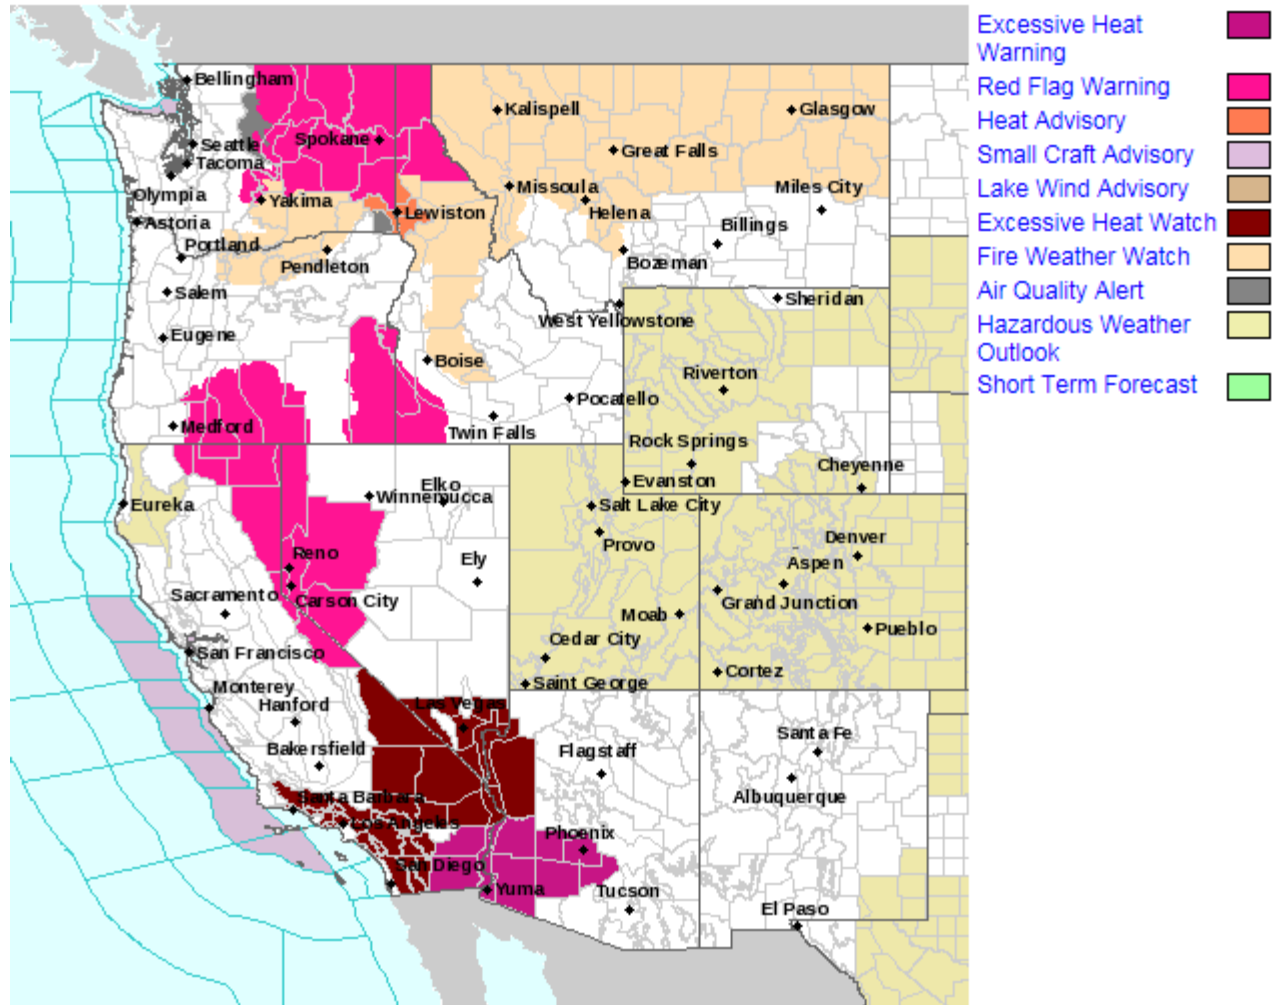 Excessive Heat
Warning
Red Flag Warning
Heat Advisory
Small Craft Advisory
Lake Wind Advisory
Excessive Heat Watch
Fire Weather Watch
Air Quality Alert
Hazardous Weather
Outlook
Short Term Forecast
Bellingham
Kalispell
Glasgow
Seattle
Spokane
Great Falls
Tacoma
Olympia
Yakima
Missoula
Miles City
Lewiston
Helena
Astoria
Billings
Portland
Pendleton
Bozeman
Salem
Sheridan
West Yellowstone
Eugene
Boise
Riverton
Pocatello
Medford
Twin Falls
Rock Springs
Cheyenne
Evanston
Elko
Winnemucca
Eureka
Salt Lake City
Provo
Denver
Reno
Ely
Aspen
Sacramento
Carson City
Grand Junction
Moab
Pueblo
Cedar City
San Francisco
Cortez
Saint George
Monterey
Hanford
Las Vegas
Santa Fe
Bakersfield
Flagstaff
Santa Barbara
Albuquerque
Los Angeles
Phoenix
San Diego
Yuma
Tucson
El Paso